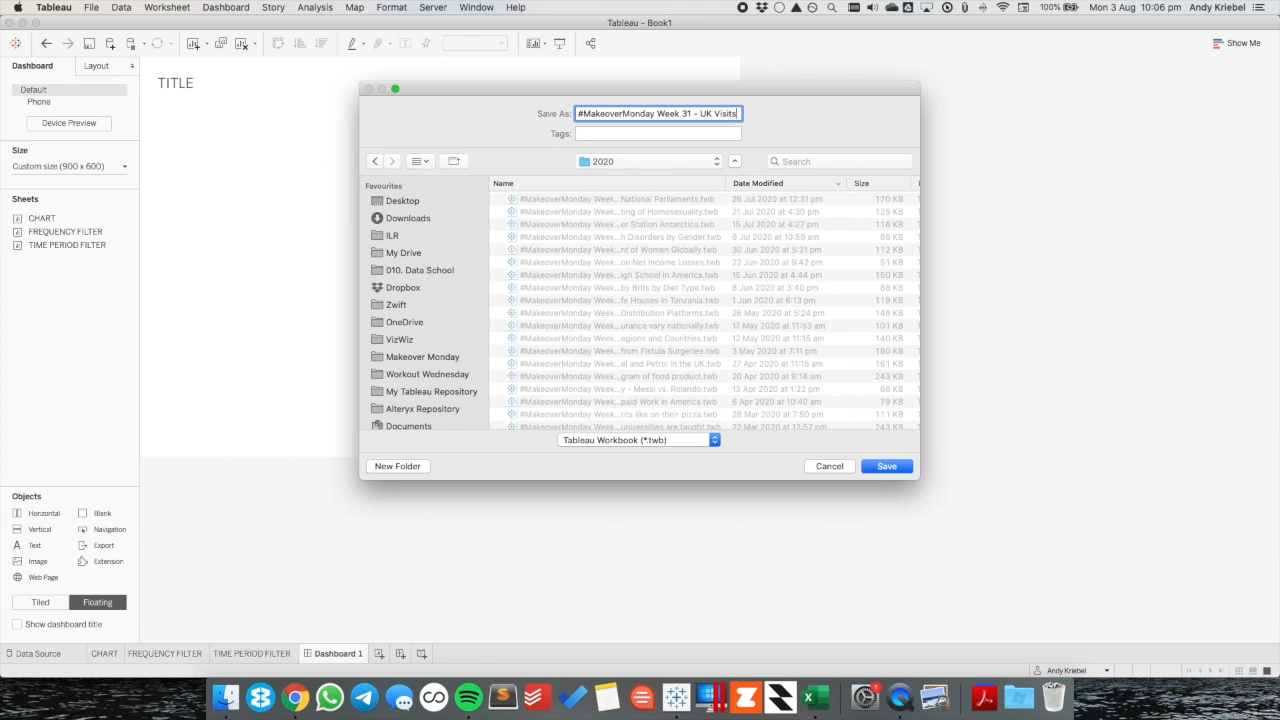 Tableau File Data Worksheet Dashboard Story Analysis Map Format Server Window Help 100% Mon 3 Aug 10:06 pm Andy Kriebel
Tableau - Book1
Show Me
Dashboard Layout
TITLE
Default
Phone
Device Preview
Size
Custom size (900 x 600)
Sheets
CHART
FREQUENCY FILTER
TIME PERIOD FILTER
Save As: #MakeoverMonday Week 31 - UK Visits
Tags:
2020
Search
Favourites
Desktop
Downloads
ILR
My Drive
010. Data School
Dropbox
Zwift
OneDrive
VizWiz
Makeover Monday
Workout Wednesday
My Tableau Repository
Alteryx Repository
Documents
Name Date Modified Size
#MakeoverMonday Week...National Parliaments.twb 26 Jul 2020 at 12:31 pm 170 KB
#MakeoverMonday Week...ting of Homosexuality.twb 21 Jul 2020 at 4:30 pm 125 KB
#MakeoverMonday Week...er Station Antarctica.twb 15 Jul 2020 at 4:27 pm 116 KB
#MakeoverMonday Week...h Disorders by Gender.twb 6 Jul 2020 at 10:59 am 88 KB
#MakeoverMonday Week...nt of Women Globally.twb 30 Jun 2020 at 5:21 pm 112 KB
#MakeoverMonday Week...on Net Income Losses.twb 22 Jun 2020 at 9:42 pm 51 KB
#MakeoverMonday Week...igh School in America.twb 15 Jun 2020 at 4:44 pm 150 KB
#MakeoverMonday Week...by Brits by Diet Type.twb 8 Jun 2020 at 3:40 pm 88 KB
#MakeoverMonday Week...fe Houses in Tanzania.twb 1 Jun 2020 at 6:13 pm 119 KB
#MakeoverMonday Week...Distribution Platforms.twb 26 May 2020 at 5:14 pm 148 KB
#MakeoverMonday Week...urance vary nationally.twb 17 May 2020 at 11:53 am 101 KB
#MakeoverMonday Week...egions and Countries.twb 12 May 2020 at 11:15 am 140 KB
#MakeoverMonday Week...from Fistula Surgeries.twb 3 May 2020 at 7:11 pm 180 KB
#MakeoverMonday Week...el and Petrol in the UK.twb 27 Apr 2020 at 11:15 am 161 KB
#MakeoverMonday Week...gram of food product.twb 20 Apr 2020 at 9:14 am 243 KB
#MakeoverMonday Week...y - Messi vs. Rolando.twb 13 Apr 2020 at 1:22 pm 68 KB
#MakeoverMonday Week...paid Work in America.twb 6 Apr 2020 at 10:40 am 79 KB
#MakeoverMonday Week...rits like on their pizza.twb 28 Mar 2020 at 7:50 pm 111 KB
#MakeoverMonday Week...universities are taught.twb 22 Mar 2020 at 12:57 pm 243 KB
Tableau Workbook (*.twb)
New Folder Cancel Save
Objects
Horizontal Blank
Vertical Navigation
Text Export
Image Extension
Web Page
Tiled Floating
Show dashboard title
Data Source CHART FREQUENCY FILTER TIME PERIOD FILTER Dashboard 1
Andy Kriebel